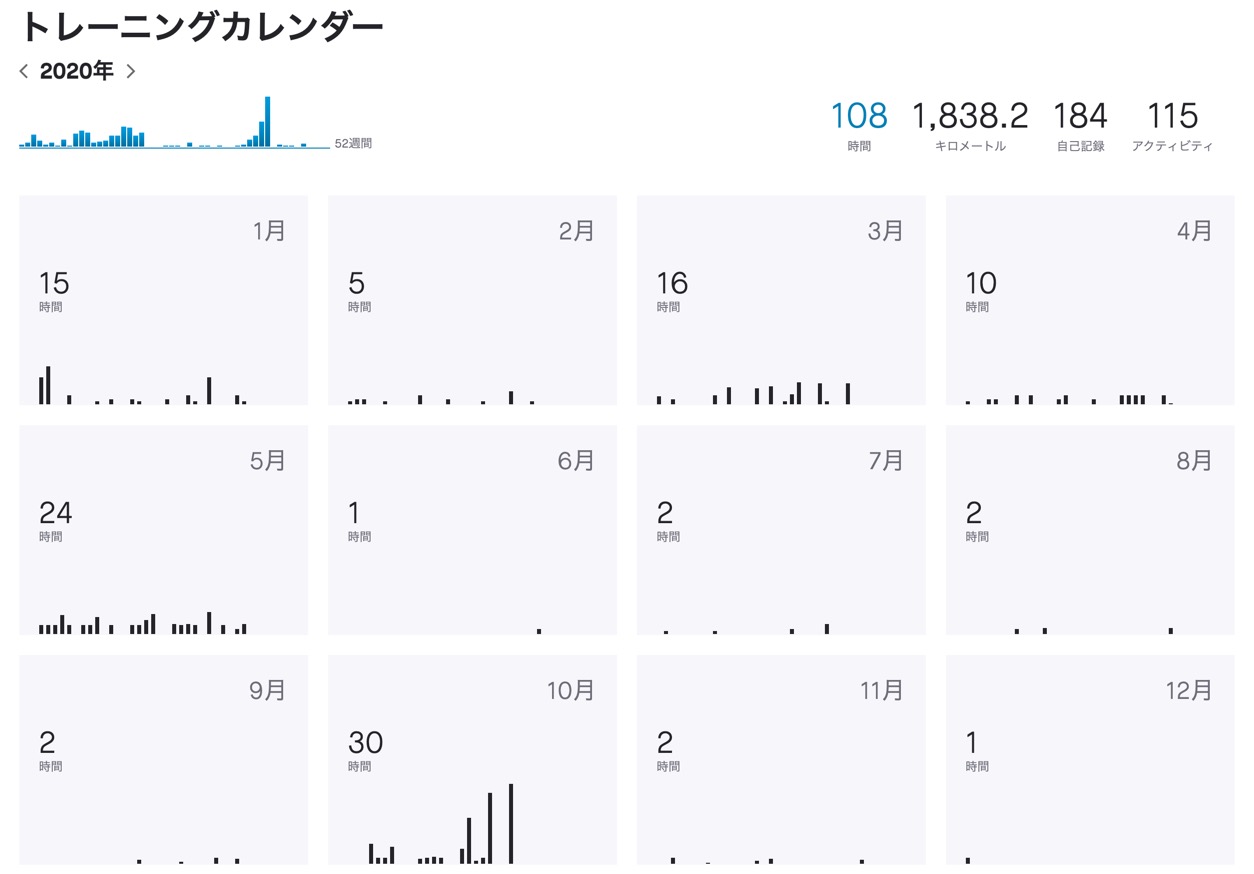 トレーニングカレンダー
2020年
52週間
108 1,838.2 184 115
時間 キロメートル 自己記録 アクティビティ
1月 2月 3月 4月
15 5 16 10
時間 時間 時間 時間
5月 6月 7月 8月
24 1 2 2
時間 時間 時間 時間
9月 10月 11月 12月
2 30 2 1
時間 時間 時間 時間